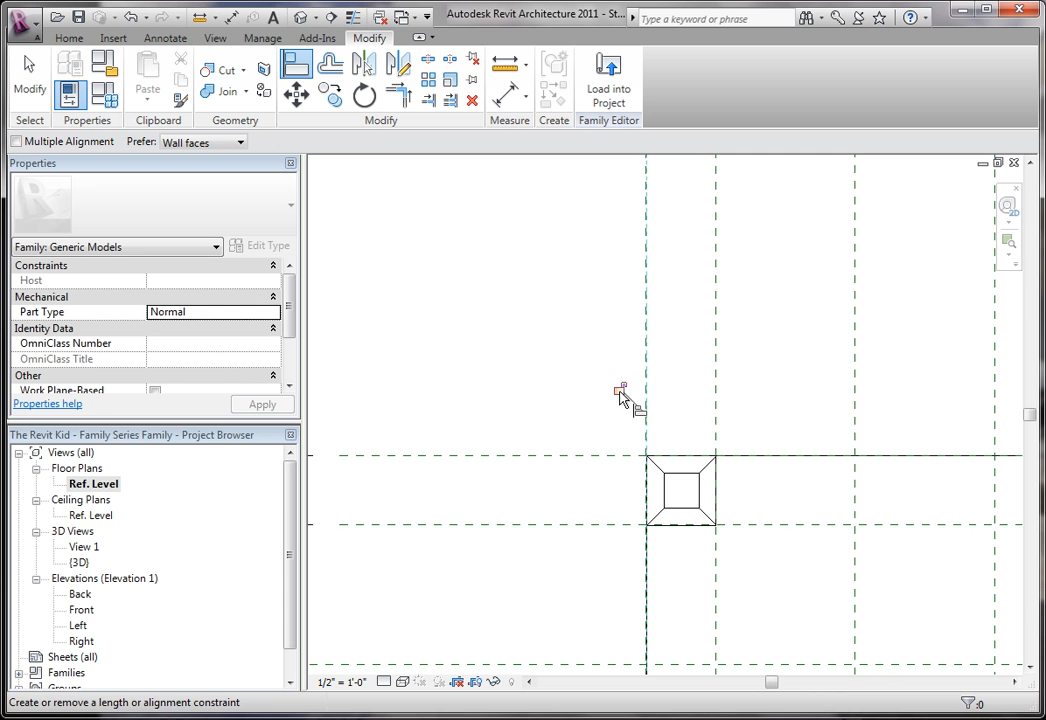 Autodesk Revit Architecture 2011 - St...
Type a keyword or phrase
Home Insert Annotate View Manage Add-Ins Modify
Modify
Paste
Cut
Join
Load into
Project
Select Properties Clipboard Geometry Modify Measure Create Family Editor
Multiple Alignment Prefer: Wall faces
Properties
Family: Generic Models
Edit Type
Constraints
Host
Mechanical
Part Type Normal
Identity Data
OmniClass Number
OmniClass Title
Other
Work Plane-Based
Properties help
Apply
The Revit Kid - Family Series Family - Project Browser
Views (all)
Floor Plans
Ref. Level
Ceiling Plans
Ref. Level
3D Views
View 1
{3D}
Elevations (Elevation 1)
Back
Front
Left
Right
Sheets (all)
Families
Groups
2D
1/2" = 1'-0"
Create or remove a length or alignment constraint
:0